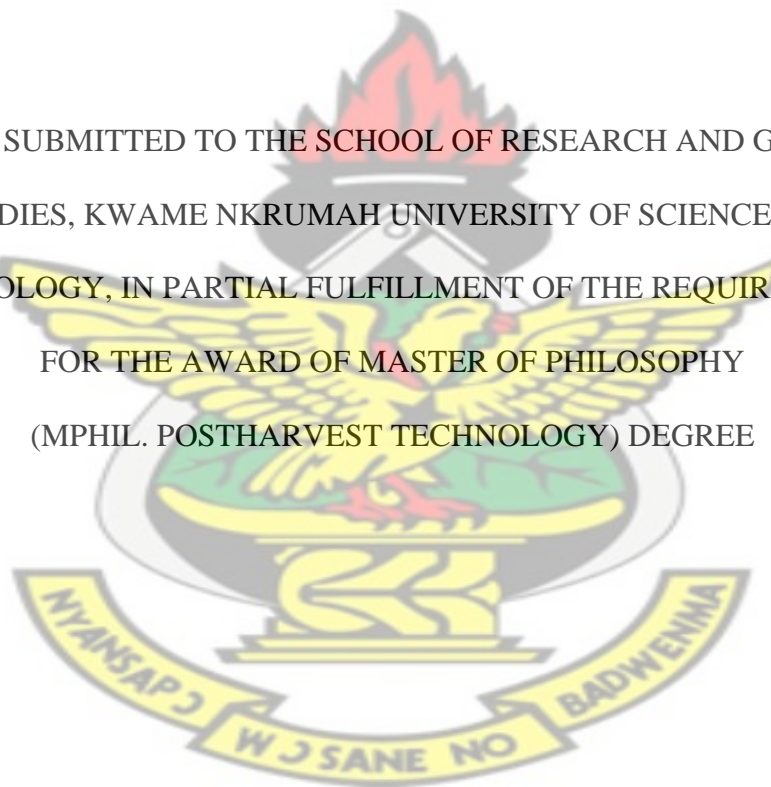 SUBMITTED TO THE SCHOOL OF RESEARCH AND G
DIES, KWAME NKRUMAH UNIVERSITY OF SCIENCE
OLOGY, IN PARTIAL FULFILLMENT OF THE REQUIR
FOR THE AWARD OF MASTER OF PHILOSOPHY
(MPHIL. POSTHARVEST TECHNOLOGY) DEGREE
NYANSAPƆ WƆSANE NO BADWENMA